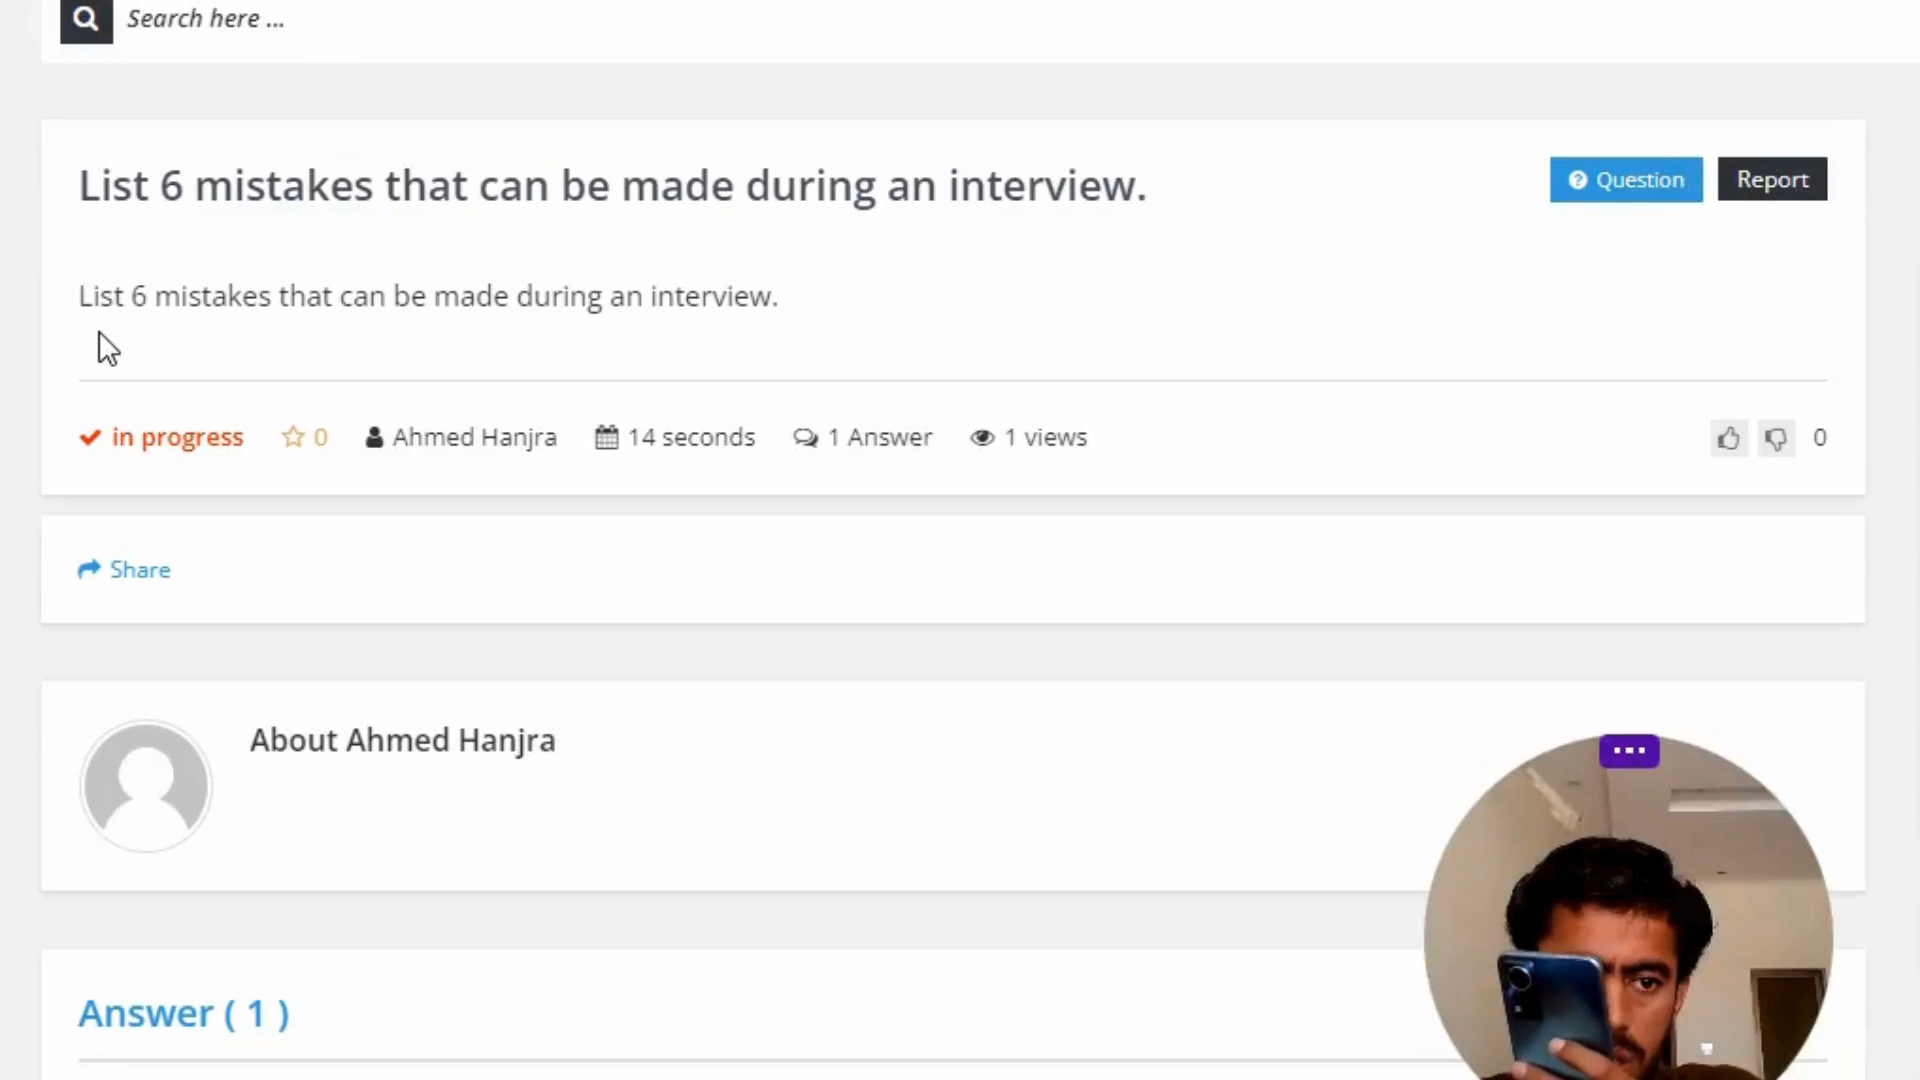 Search here ...
List 6 mistakes that can be made during an interview.
Question
Report
List 6 mistakes that can be made during an interview.
in progress 0 Ahmed Hanjra 14 seconds 1 Answer 1 views 0
Share
About Ahmed Hanjra
Answer ( 1 )